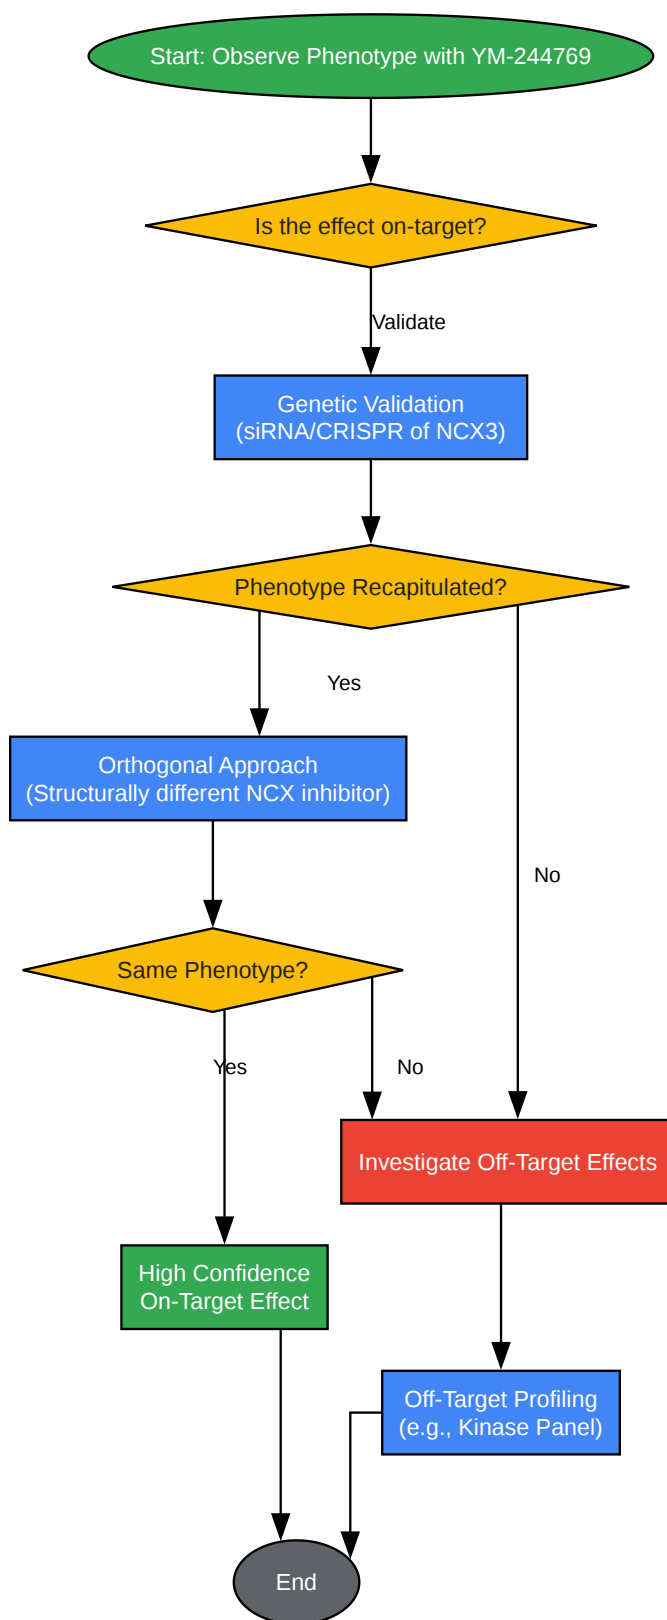 Start: Observe Phenotype with YM-244769
Is the effect on-target?
Validate
Genetic Validation
(siRNA/CRISPR of NCX3)
Phenotype Recapitulated?
Yes
Orthogonal Approach
(Structurally different NCX inhibitor)
No
Same Phenotype?
Yes
No
Investigate Off-Target Effects
High Confidence
On-Target Effect
Off-Target Profiling
(e.g., Kinase Panel)
End